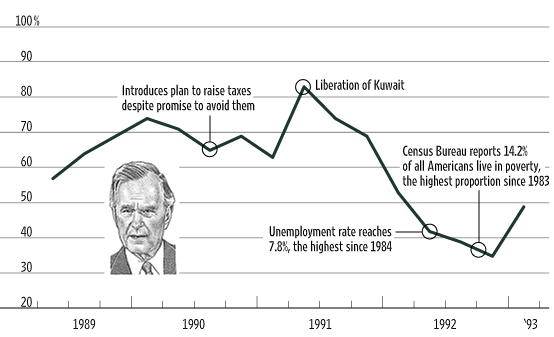 100%
90
80
70
60
50
40
30
20
Introduces plan to raise taxes
despite promise to avoid them
Liberation of Kuwait
Census Bureau reports 14.2%
of all Americans live in poverty,
the highest proportion since 1983
Unemployment rate reaches
7.8%, the highest since 1984
1989
1990
1991
1992
'93